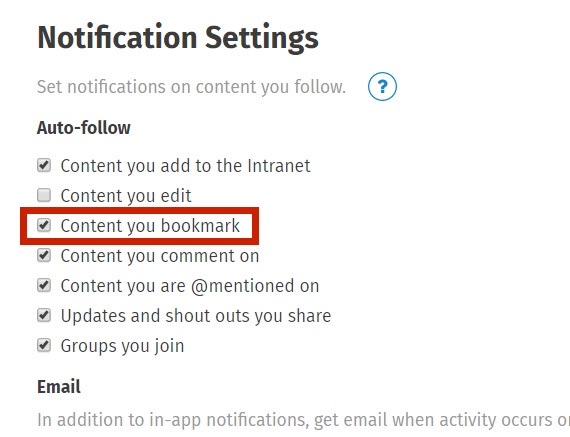 Notification Settings
Set notifications on content you follow. ?
Auto-follow
Content you add to the Intranet
Content you edit
Content you bookmark
Content you comment on
Content you are @mentioned on
Updates and shout outs you share
Groups you join
Email
In addition to in-app notifications, get email when activity occurs